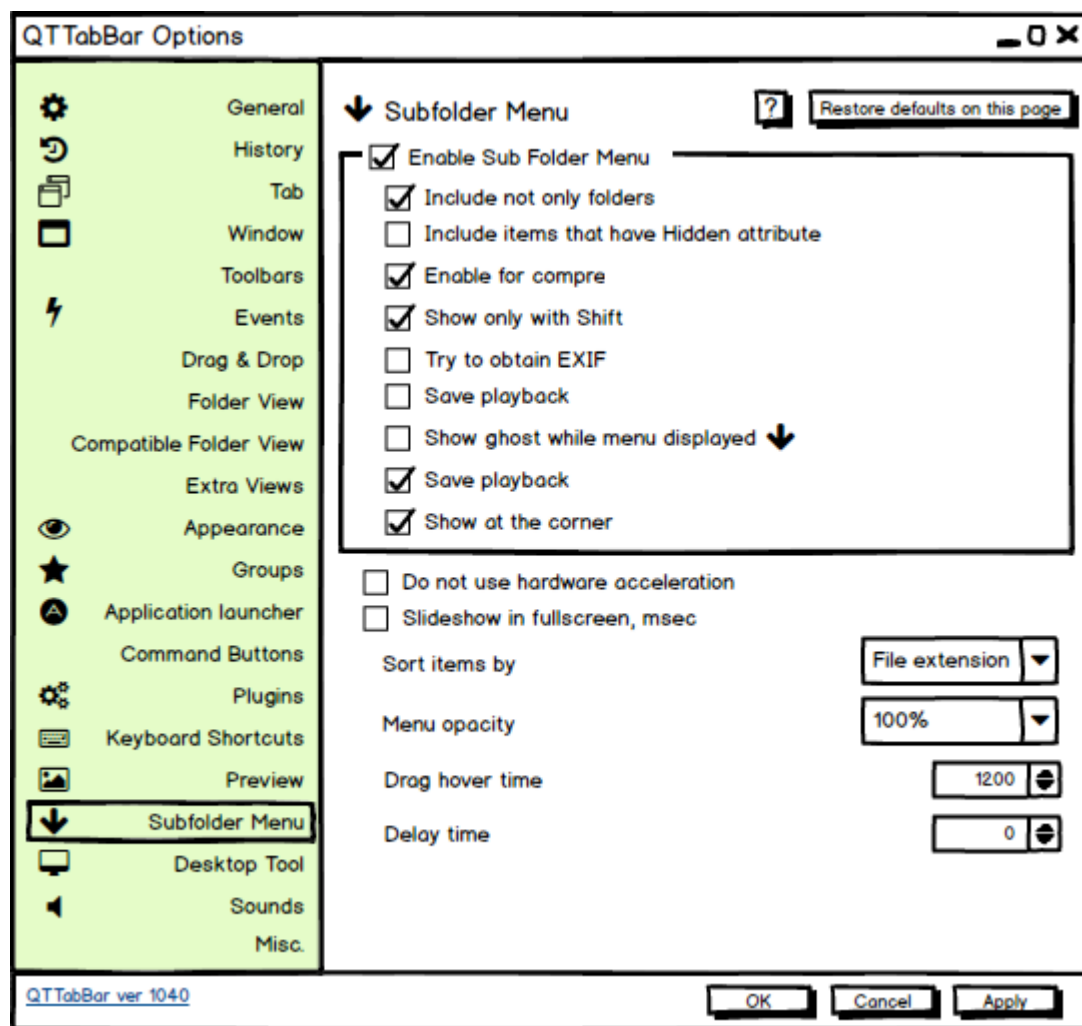 QTTabBar Options
General
History
Tab
Window
Toolbars
Events
Drag & Drop
Folder View
Compatible Folder View
Extra Views
Appearance
Groups
Application launcher
Command Buttons
Plugins
Keyboard Shortcuts
Preview
Subfolder Menu
Desktop Tool
Sounds
Misc.
Subfolder Menu
?
Restore defaults on this page
Enable Sub Folder Menu
Include not only folders
Include items that have Hidden attribute
Enable for compre
Show only with Shift
Try to obtain EXIF
Save playback
Show ghost while menu displayed
Save playback
Show at the corner
Do not use hardware acceleration
Slideshow in fullscreen, msec
Sort items by File extension
Menu opacity 100%
Drag hover time 1200
Delay time 0
QTTabBar ver 1040
OK Cancel Apply